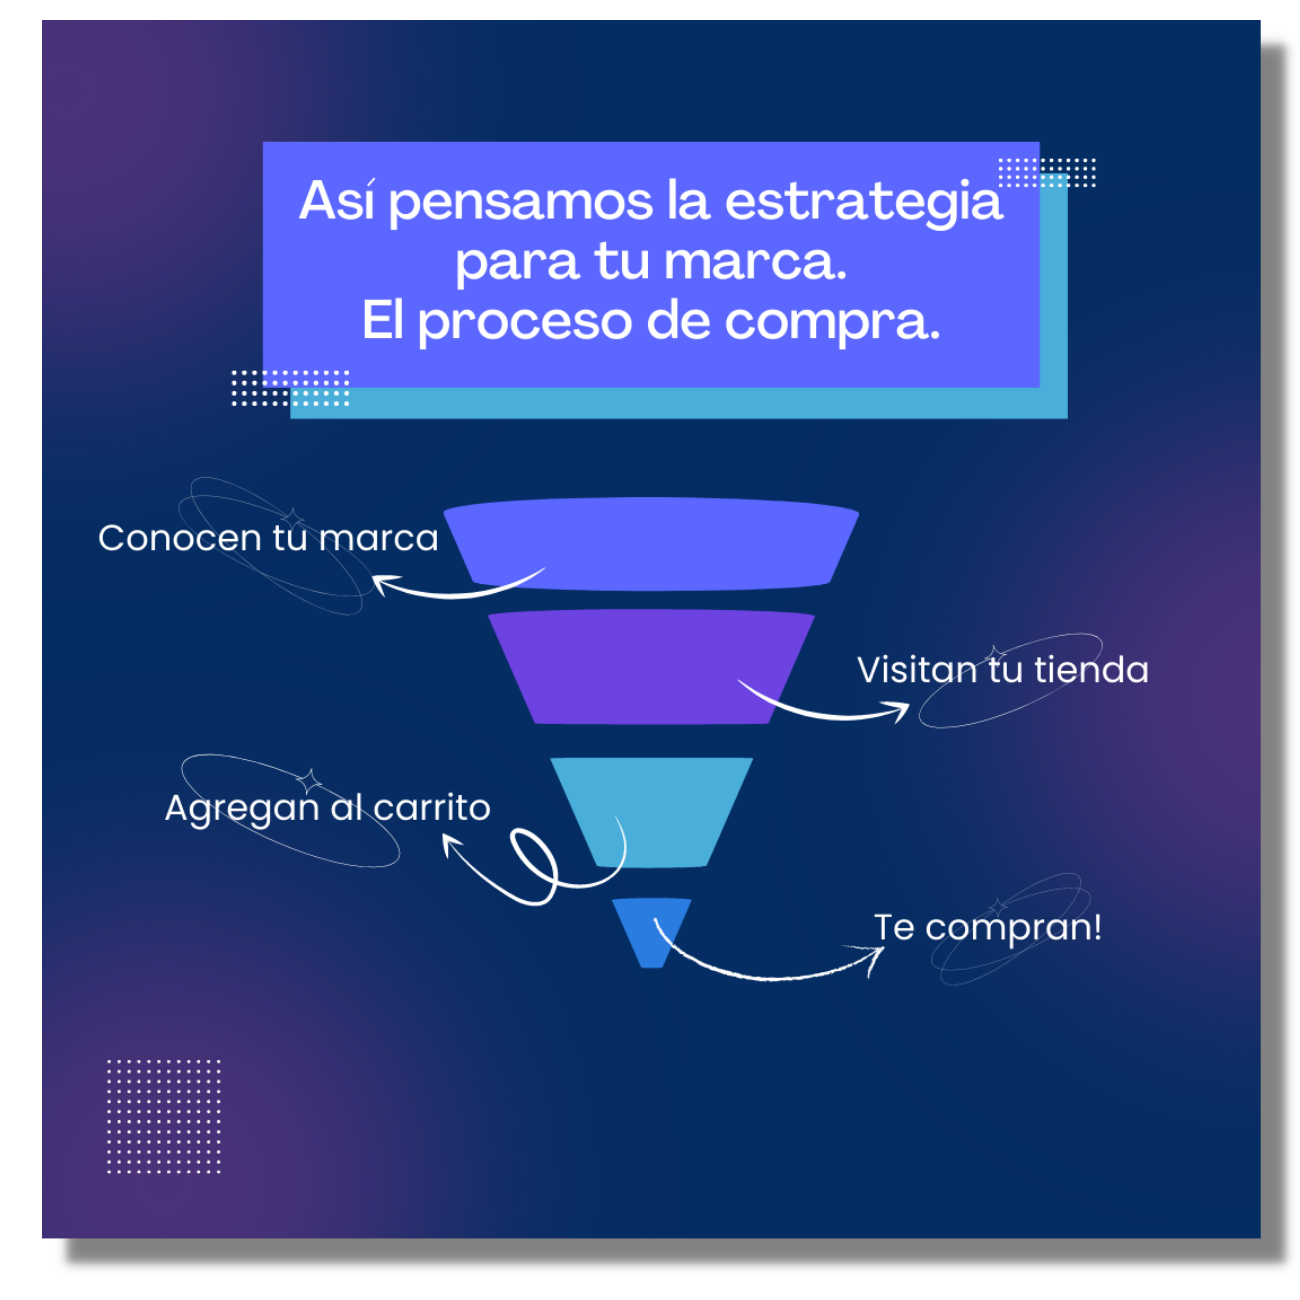 Así pensamos la estrategia
para tu marca.
El proceso de compra.
Conocen tu marca
Visitan tu tienda
Agregan al carrito
Te compran!